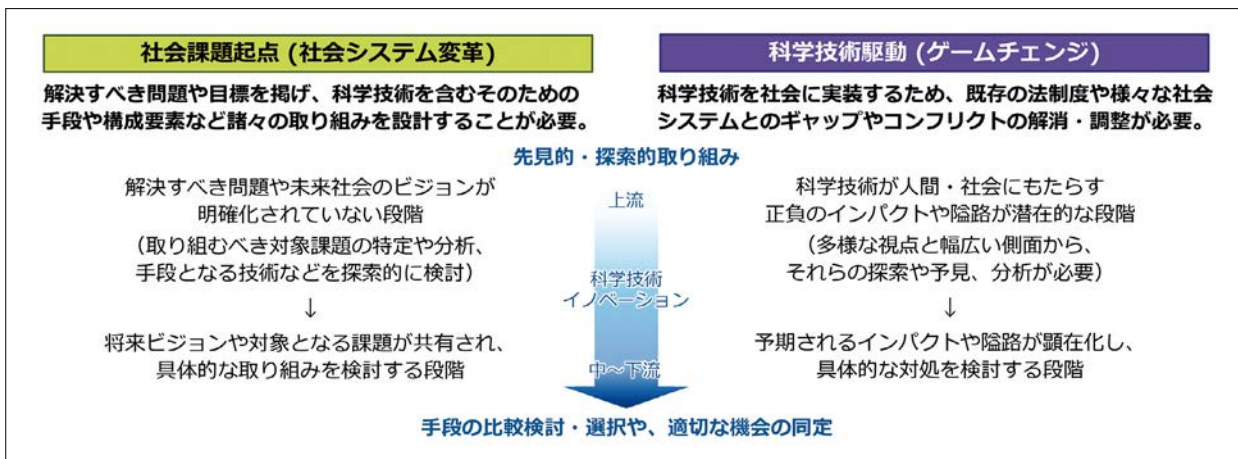 社会課題起点 (社会システム変革)
解決すべき問題や目標を掲げ、科学技術を含むそのための
手段や構成要素など諸々の取り組みを設計することが必要。
科学技術駆動 (ゲームチェンジ)
科学技術を社会に実装するため、既存の法制度や様々な社会
システムとのギャップやコンフリクトの解消・調整が必要。
先見的・探索的取り組み
解決すべき問題や未来社会のビジョンが
明確化されていない段階
(取り組むべき対象課題の特定や分析、
手段となる技術などを探索的に検討)
↓
将来ビジョンや対象となる課題が共有され、
具体的な取り組みを検討する段階
上流
科学技術
イノベーション
中～下流
科学技術が人間・社会にもたらす
正負のインパクトや隘路が潜在的な段階
(多様な視点と幅広い側面から、
それらの探索や予見、分析が必要)
↓
予期されるインパクトや隘路が顕在化し、
具体的な対処を検討する段階
手段の比較検討・選択や、適切な機会の同定